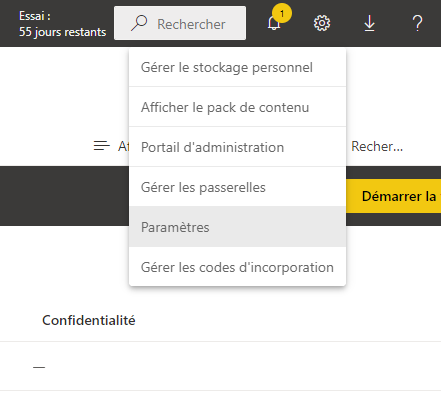 Essai :
55 jours restants
Rechercher
1
?
Gérer le stockage personnel
Afficher le pack de contenu
Portail d'administration
Af
Recher...
Gérer les passerelles
Démarrer la
Paramètres
Gérer les codes d'incorporation
Confidentialité
—